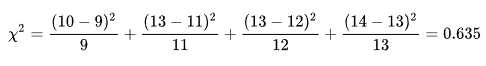 χ² = (10 − 9)²/9 + (13 − 11)²/11 + (13 − 12)²/12 + (14 − 13)²/13 = 0.635